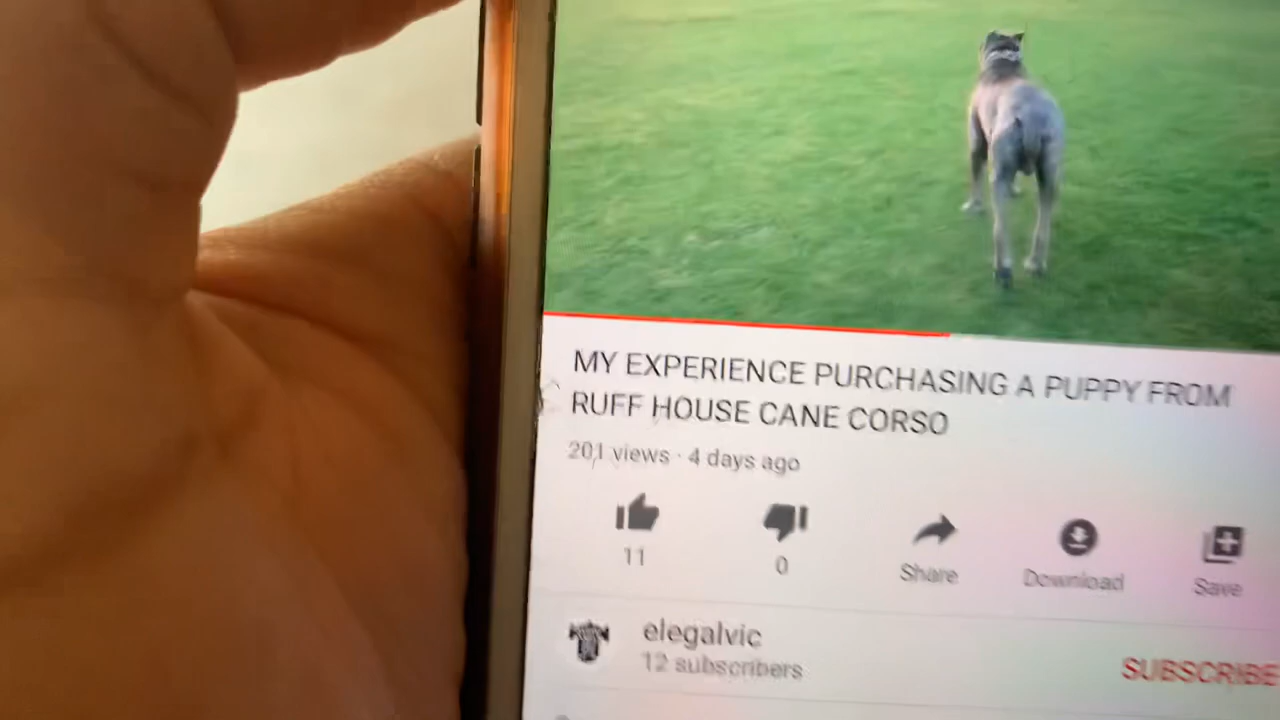 MY EXPERIENCE PURCHASING A PUPPY FROM
RUFF HOUSE CANE CORSO
201 views · 4 days ago
11
0
Share
Download
Save
elegalvic
12 subscribers
SUBSCRIBE